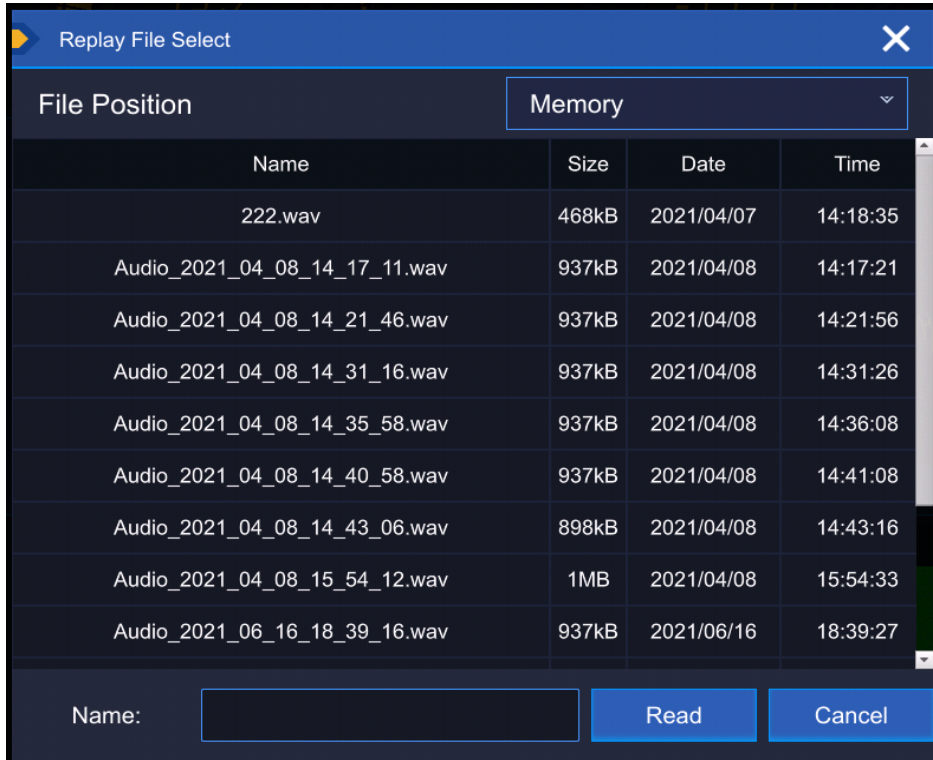 Replay File Select
File Position Memory
Name Size Date Time
222.wav 468kB 2021/04/07 14:18:35
Audio_2021_04_08_14_17_11.wav 937kB 2021/04/08 14:17:21
Audio_2021_04_08_14_21_46.wav 937kB 2021/04/08 14:21:56
Audio_2021_04_08_14_31_16.wav 937kB 2021/04/08 14:31:26
Audio_2021_04_08_14_35_58.wav 937kB 2021/04/08 14:36:08
Audio_2021_04_08_14_40_58.wav 937kB 2021/04/08 14:41:08
Audio_2021_04_08_14_43_06.wav 898kB 2021/04/08 14:43:16
Audio_2021_04_08_15_54_12.wav 1MB 2021/04/08 15:54:33
Audio_2021_06_16_18_39_16.wav 937kB 2021/06/16 18:39:27
Name: Read Cancel